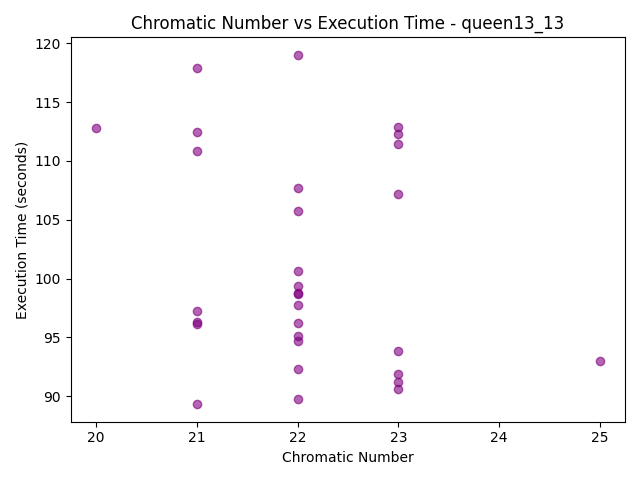 Chromatic Number vs Execution Time - queen13_13
Execution Time (seconds)
120
115
110
105
100
95
90
20 21 22 23 24 25
Chromatic Number